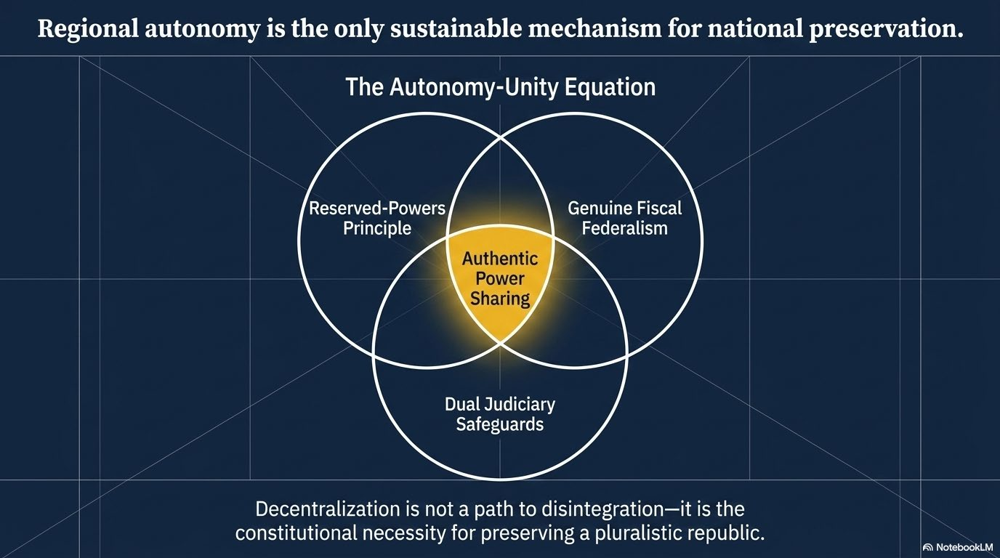 Regional autonomy is the only sustainable mechanism for national preservation.
The Autonomy-Unity Equation
Reserved-Powers
Principle
Genuine Fiscal
Federalism
Authentic
Power
Sharing
Dual Judiciary
Safeguards
Decentralization is not a path to disintegration—it is the
constitutional necessity for preserving a pluralistic republic.
NotebookLM